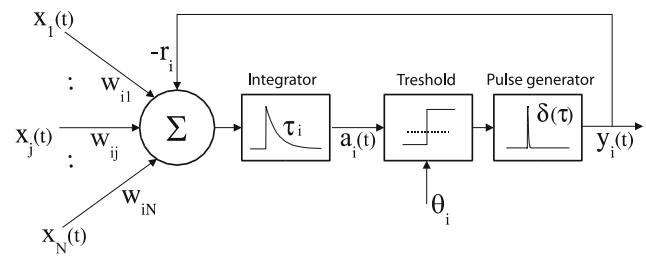 x1(t)
-ri
Integrator
Treshold
Pulse generator
:
wi1
Σ
τi
δ(τ)
xj(t)
wij
ai(t)
yi(t)
:
wiN
θi
xN(t)